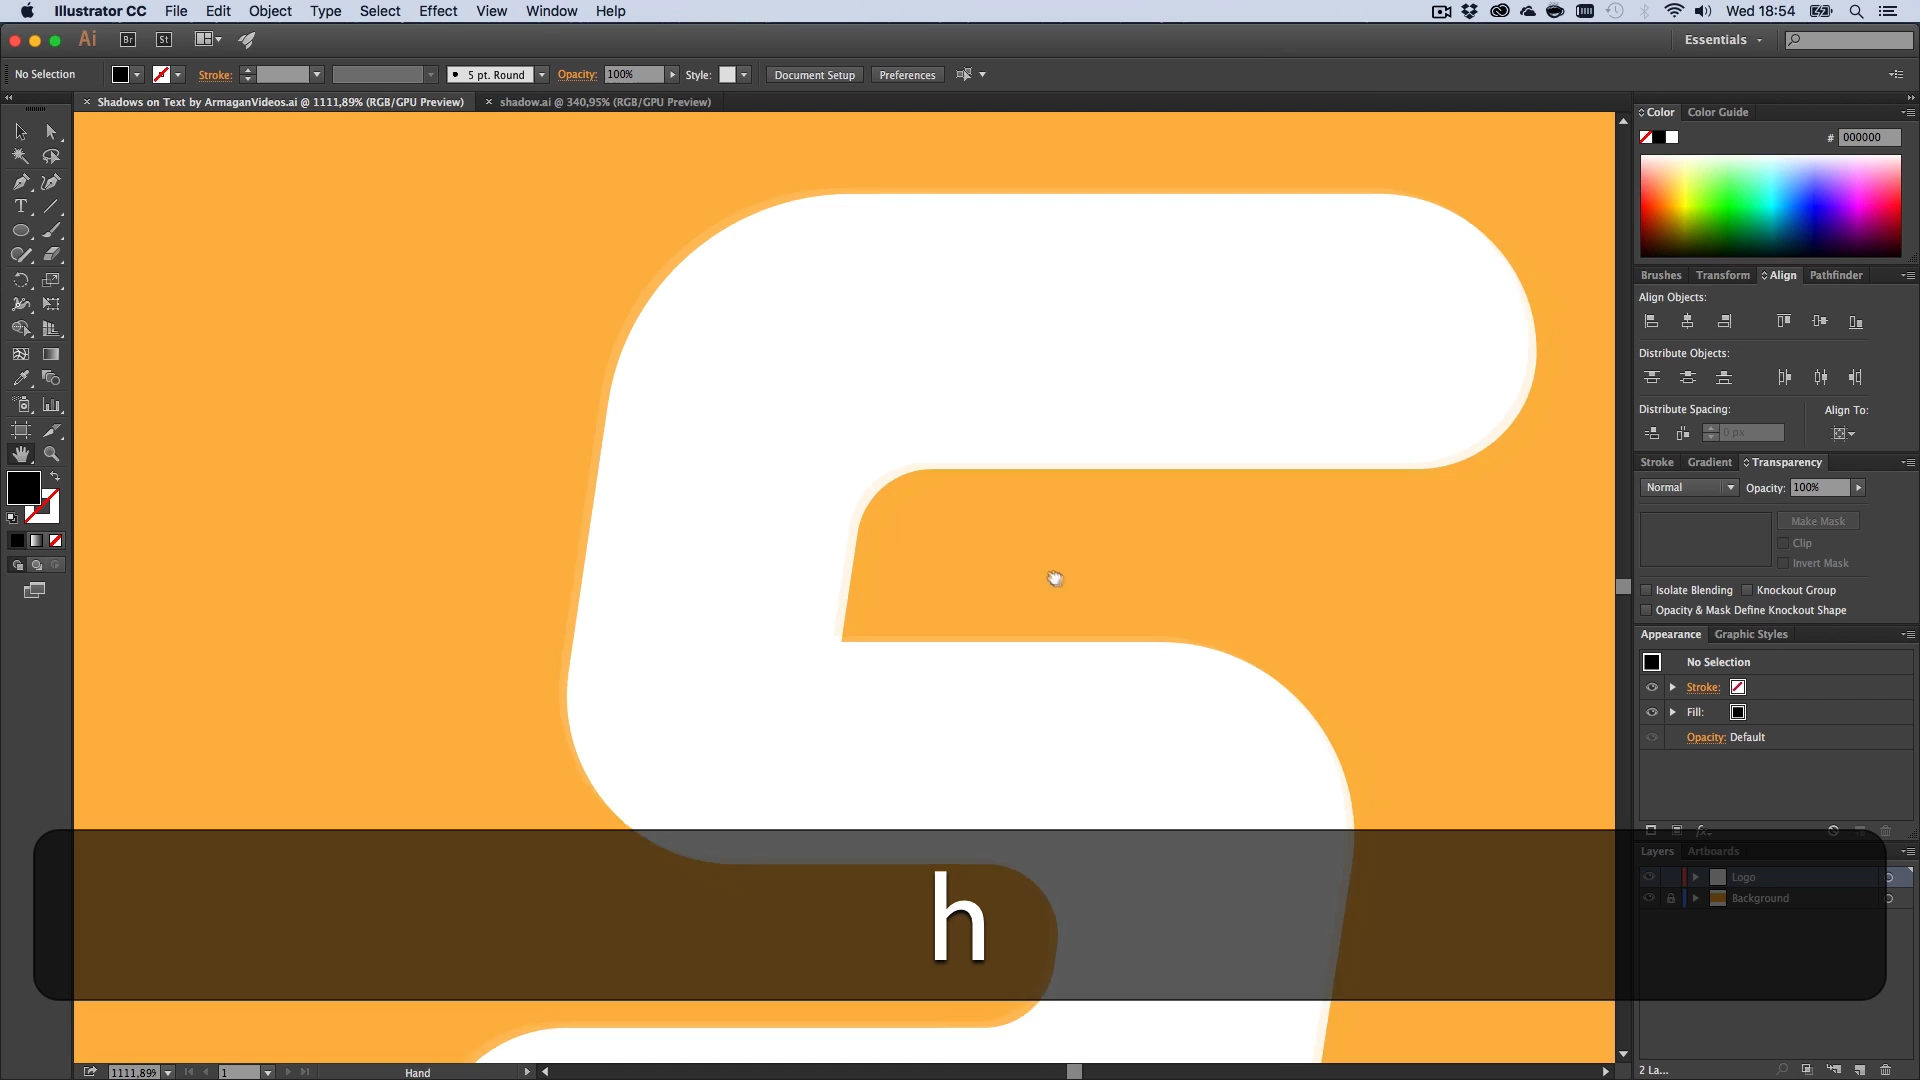 Illustrator CC File Edit Object Type Select Effect View Window Help Wed 18:54
Ai Br St Essentials
No Selection Stroke: 5 pt. Round Opacity: 100% Style: Document Setup Preferences
× Shadows on Text by ArmaganVideos.ai @ 1111,89% (RGB/GPU Preview) × shadow.ai @ 340,95% (RGB/GPU Preview)
Color Color Guide
# 000000
Brushes Transform Align Pathfinder
Align Objects:
Distribute Objects:
Distribute Spacing: Align To:
0 px
Stroke Gradient Transparency
Normal Opacity: 100%
Make Mask
Clip
Invert Mask
Isolate Blending Knockout Group
Opacity & Mask Define Knockout Shape
Appearance Graphic Styles
No Selection
Stroke:
Fill:
Opacity: Default
fx
Layers Artboards
Logo
Background
h
1111,89% 1 Hand 2 La...